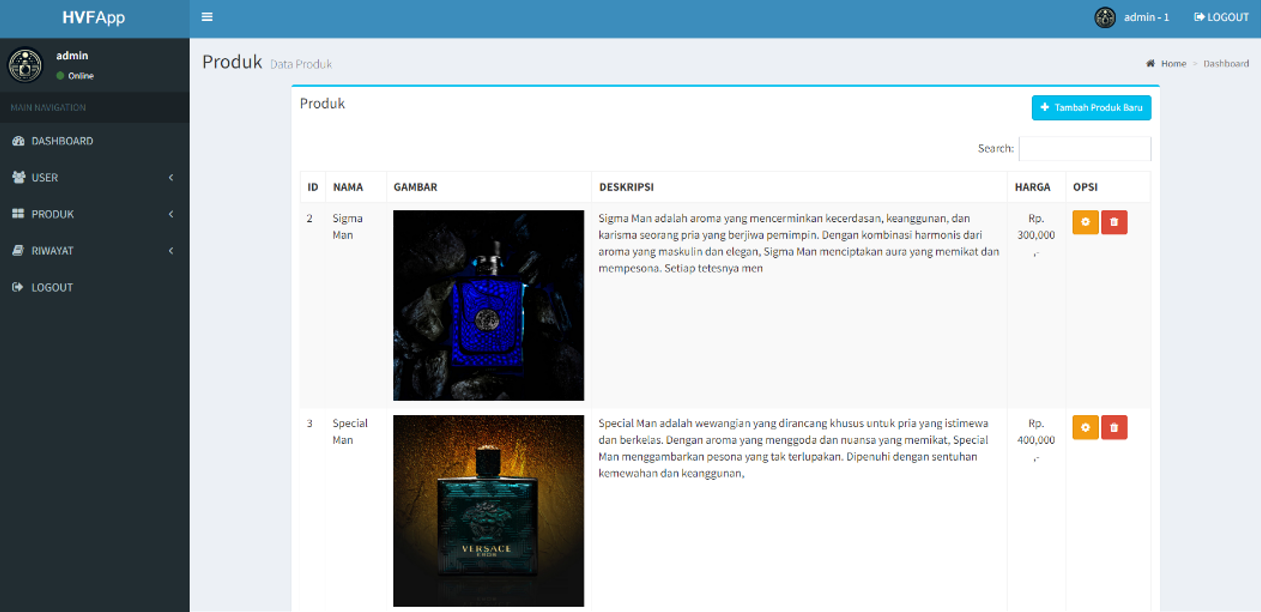 HVFApp
admin - 1
LOGOUT
admin
Online
MAIN NAVIGATION
DASHBOARD
USER
PRODUK
RIWAYAT
LOGOUT
Produk Data Produk
Home > Dashboard
Produk
Tambah Produk Baru
Search:
ID NAMA GAMBAR DESKRIPSI HARGA OPSI
2
Sigma
Man
Sigma Man adalah aroma yang mencerminkan kecerdasan, keanggunan, dan
karisma seorang pria yang berjiwa pemimpin. Dengan kombinasi harmonis dari
aroma yang maskulin dan elegan, Sigma Man menciptakan aura yang memikat dan
mempesona. Setiap tetesnya men
Rp.
300,000
,-
3
Special
Man
VERSACE
EROS
Special Man adalah wewangian yang dirancang khusus untuk pria yang istimewa
dan berkelas. Dengan aroma yang menggoda dan nuansa yang memikat, Special
Man menggambarkan pesona yang tak terlupakan. Dipenuhi dengan sentuhan
kemewahan dan keanggunan,
Rp.
400,000
,-